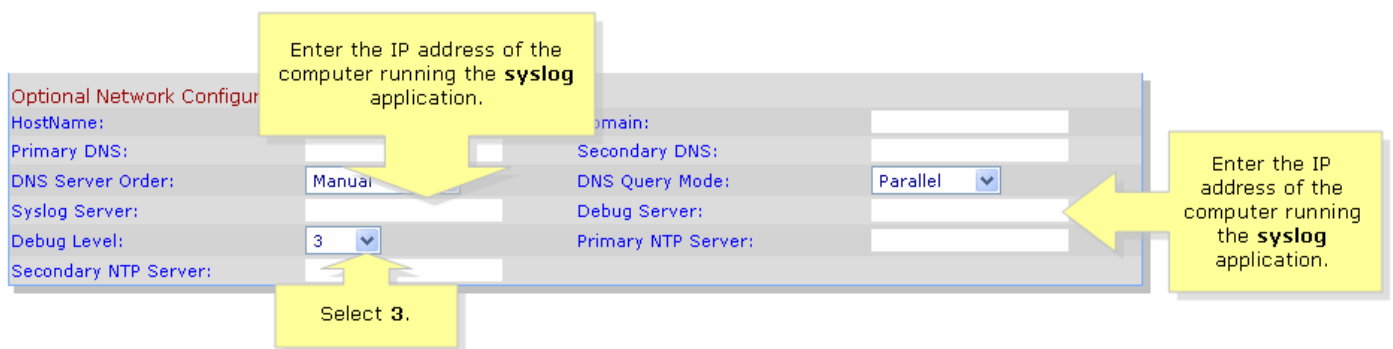 Enter the IP address of the
computer running the syslog
application.
Optional Network Configur
HostName:
omain:
Primary DNS:
Secondary DNS:
DNS Server Order:
Manual
DNS Query Mode:
Parallel
Syslog Server:
Debug Server:
Debug Level:
3
Primary NTP Server:
Secondary NTP Server:
Enter the IP
address of the
computer running
the syslog
application.
Select 3.